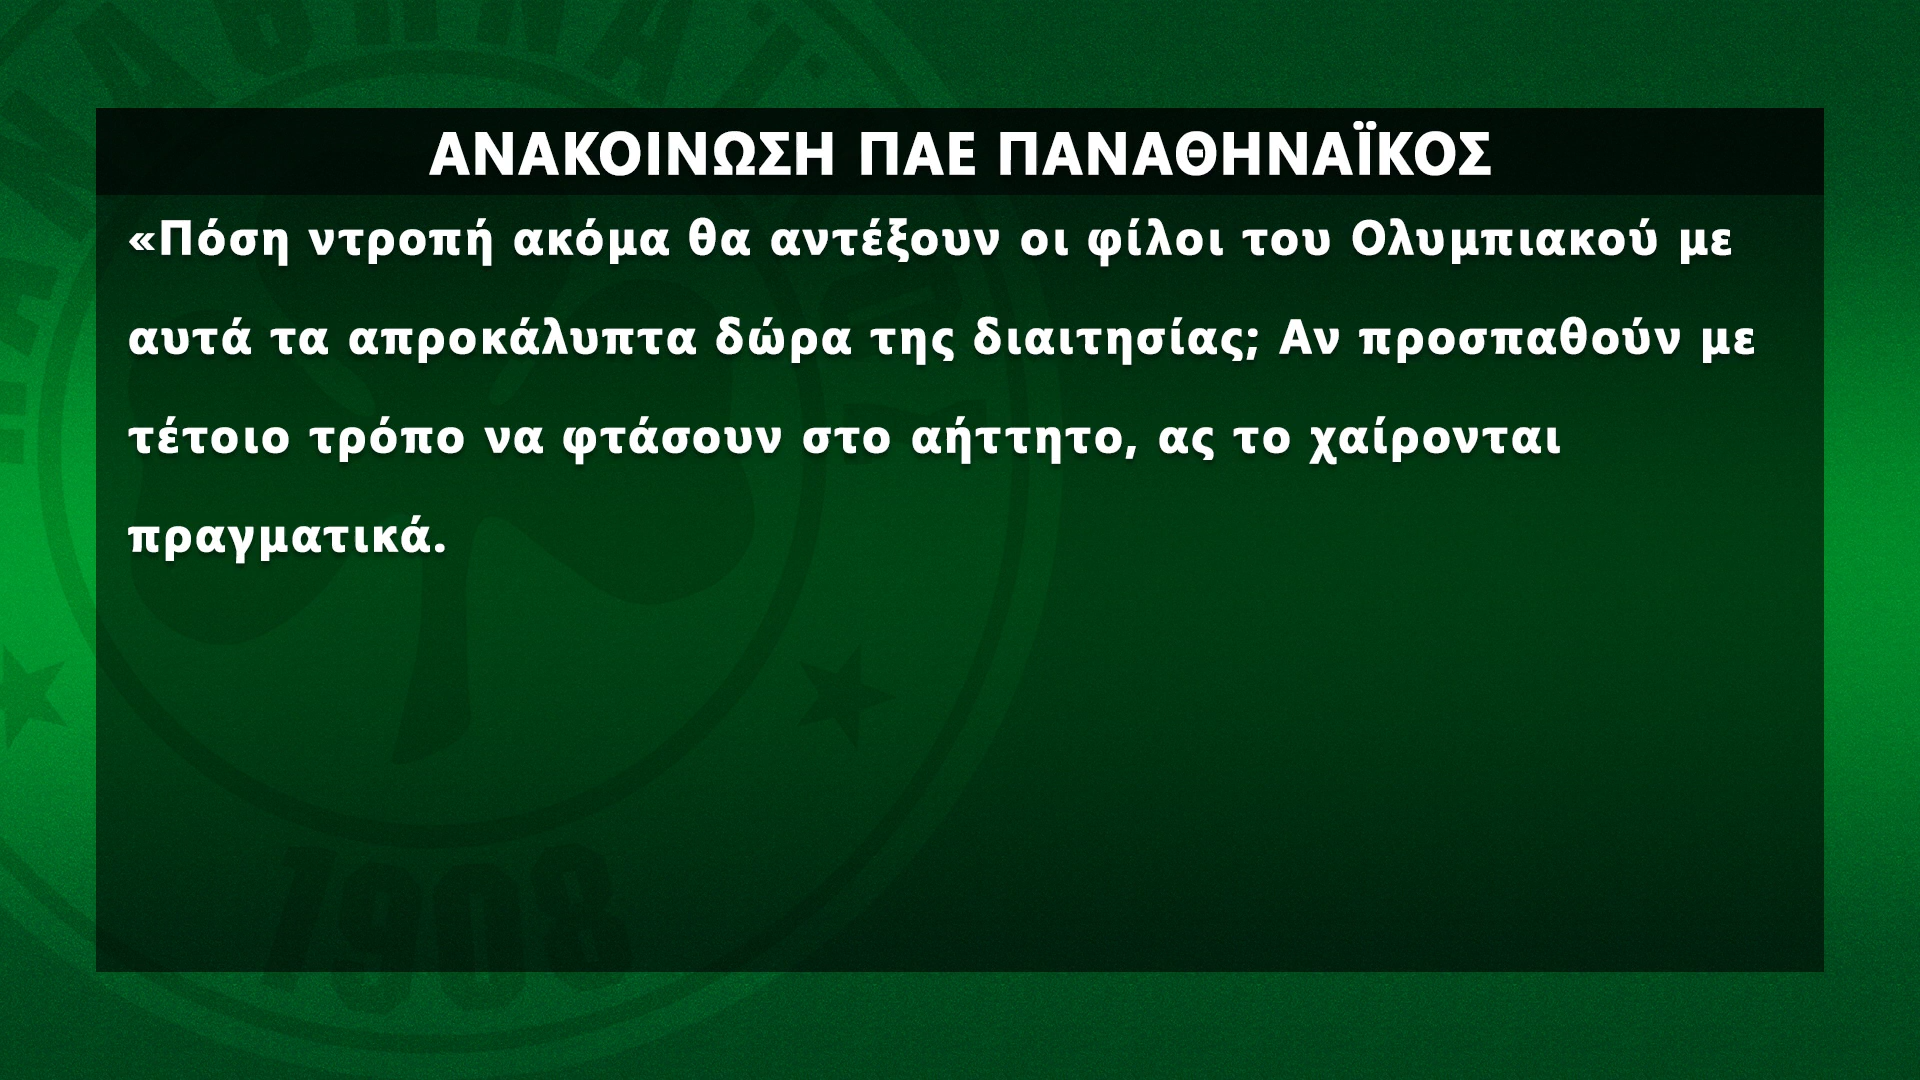 ΑΝΑΚΟΙΝΩΣΗ ΠΑΕ ΠΑΝΑΘΗΝΑΪΚΟΣ
«Πόση ντροπή ακόμα θα αντέξουν οι φίλοι του Ολυμπιακού με
αυτά τα απροκάλυπτα δώρα της διαιτησίας; Αν προσπαθούν με
τέτοιο τρόπο να φτάσουν στο αήττητο, ας το χαίρονται
πραγματικά.
1908